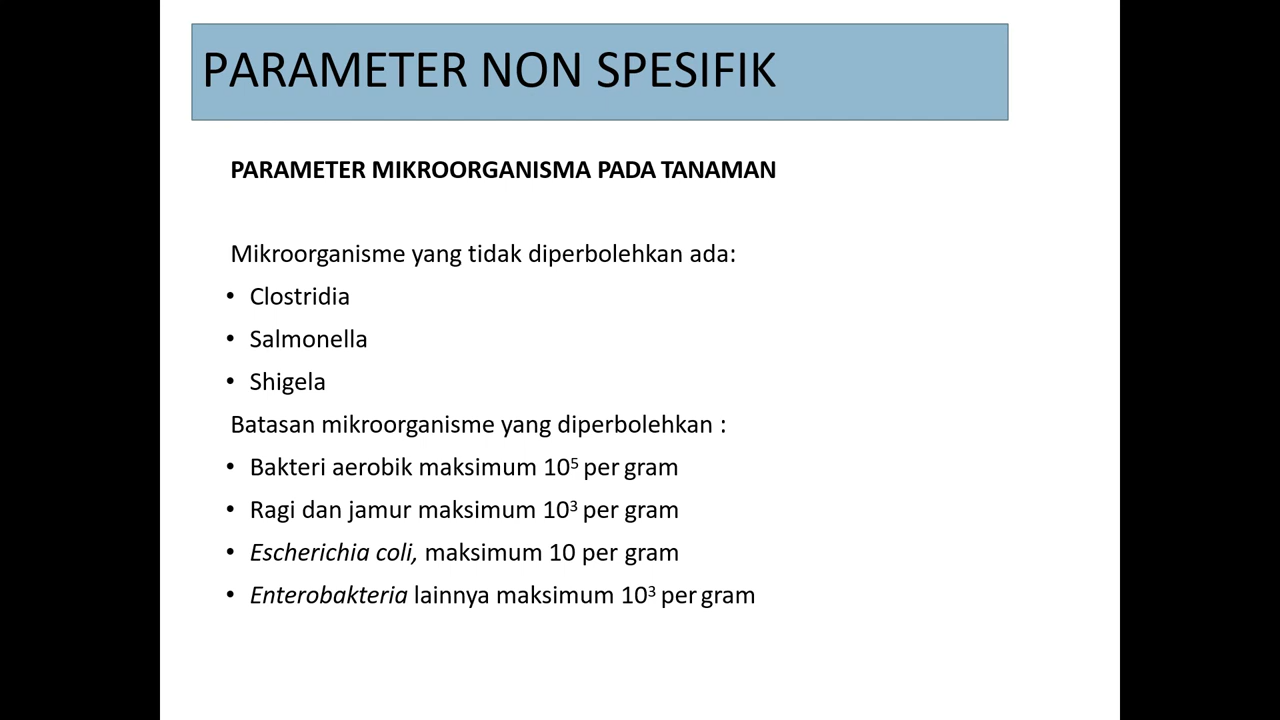 PARAMETER NON SPESIFIK
PARAMETER MIKROORGANISMA PADA TANAMAN
Mikroorganisme yang tidak diperbolehkan ada:
• Clostridia
• Salmonella
• Shigela
Batasan mikroorganisme yang diperbolehkan :
• Bakteri aerobik maksimum 10⁵ per gram
• Ragi dan jamur maksimum 10³ per gram
• Escherichia coli, maksimum 10 per gram
• Enterobakteria lainnya maksimum 10³ per gram